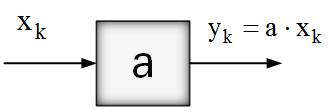 x_k
a
y_k = a · x_k